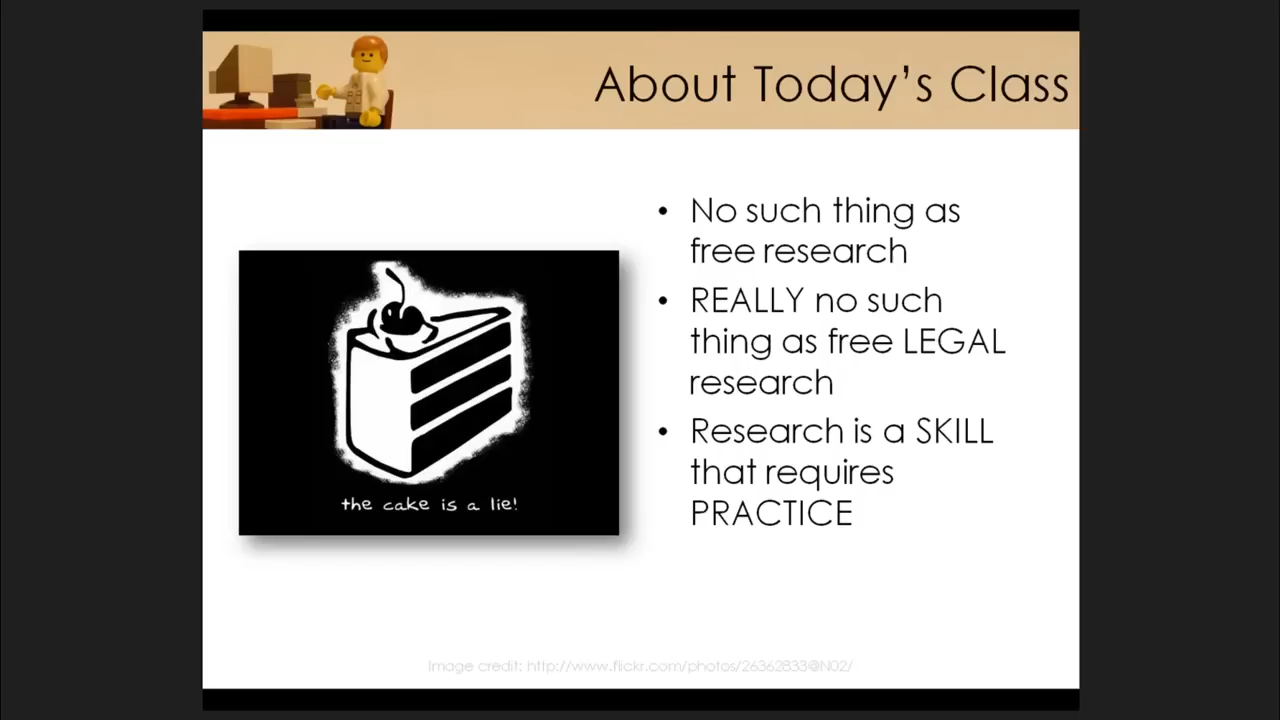 About Today's Class
• No such thing as
free research
• REALLY no such
thing as free LEGAL
research
• Research is a SKILL
that requires
PRACTICE
the cake is a lie!
Image credit: http://www.flickr.com/photos/26362833@N02/